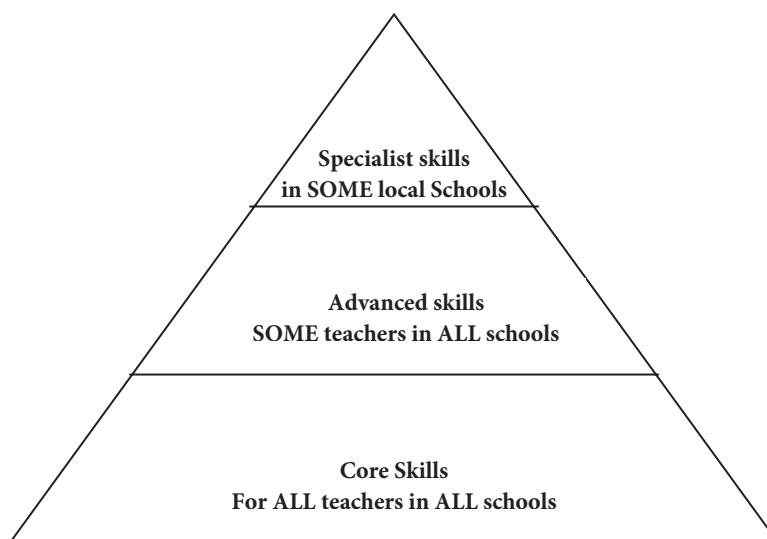 Specialist skills
in SOME local Schools
Advanced skills
SOME teachers in ALL schools
Core Skills
For ALL teachers in ALL schools